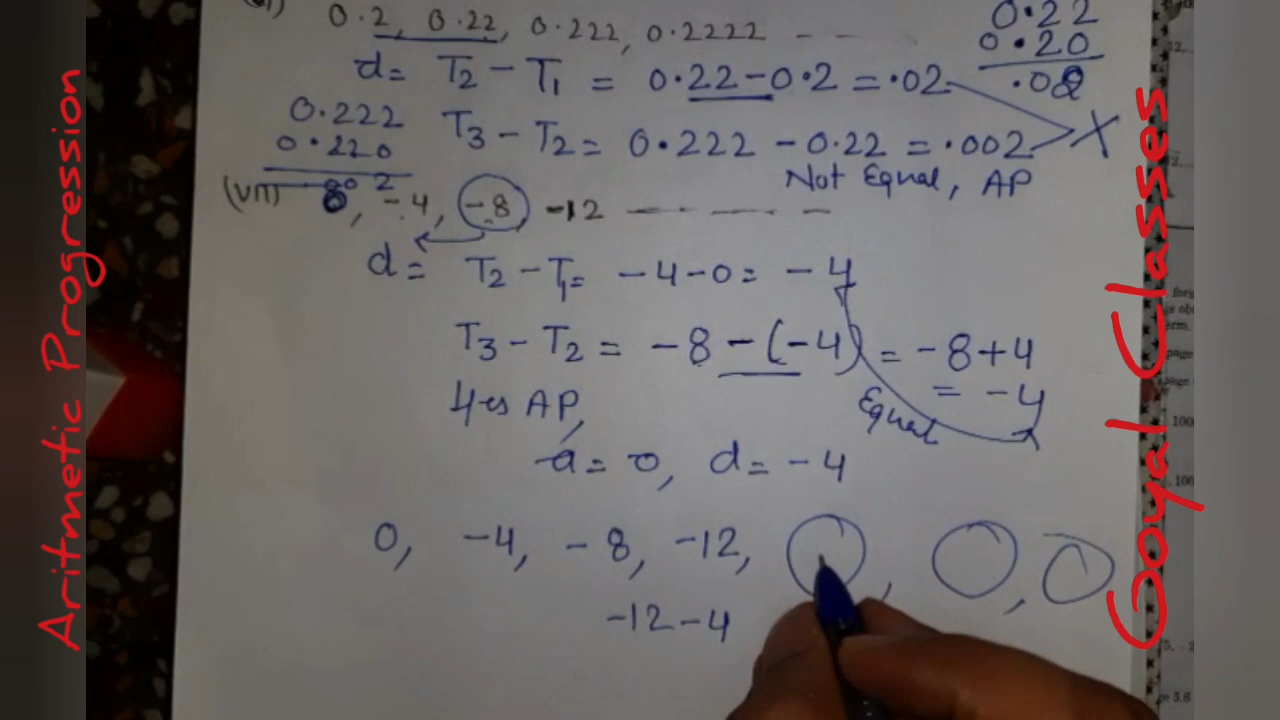 Aritmetic Progression
Goyal Classes
0.2, 0.22, 0.222, 0.2222 - - -
0.22
0.20
.02
d= T2 - T1 = 0.22-0.2 = .02
0.222
0.220
T3 - T2 = 0.222 - 0.22 = .002 X
Not Equal, AP
(VII) 0, -4, -8 -12 - - - -
d= T2 - T1= -4-0= -4
T3 - T2 = -8 -(-4) = -8+4
= -4
Equal
Yes AP,
a= 0, d= -4
0, -4, -8, -12, , ,
-12-4